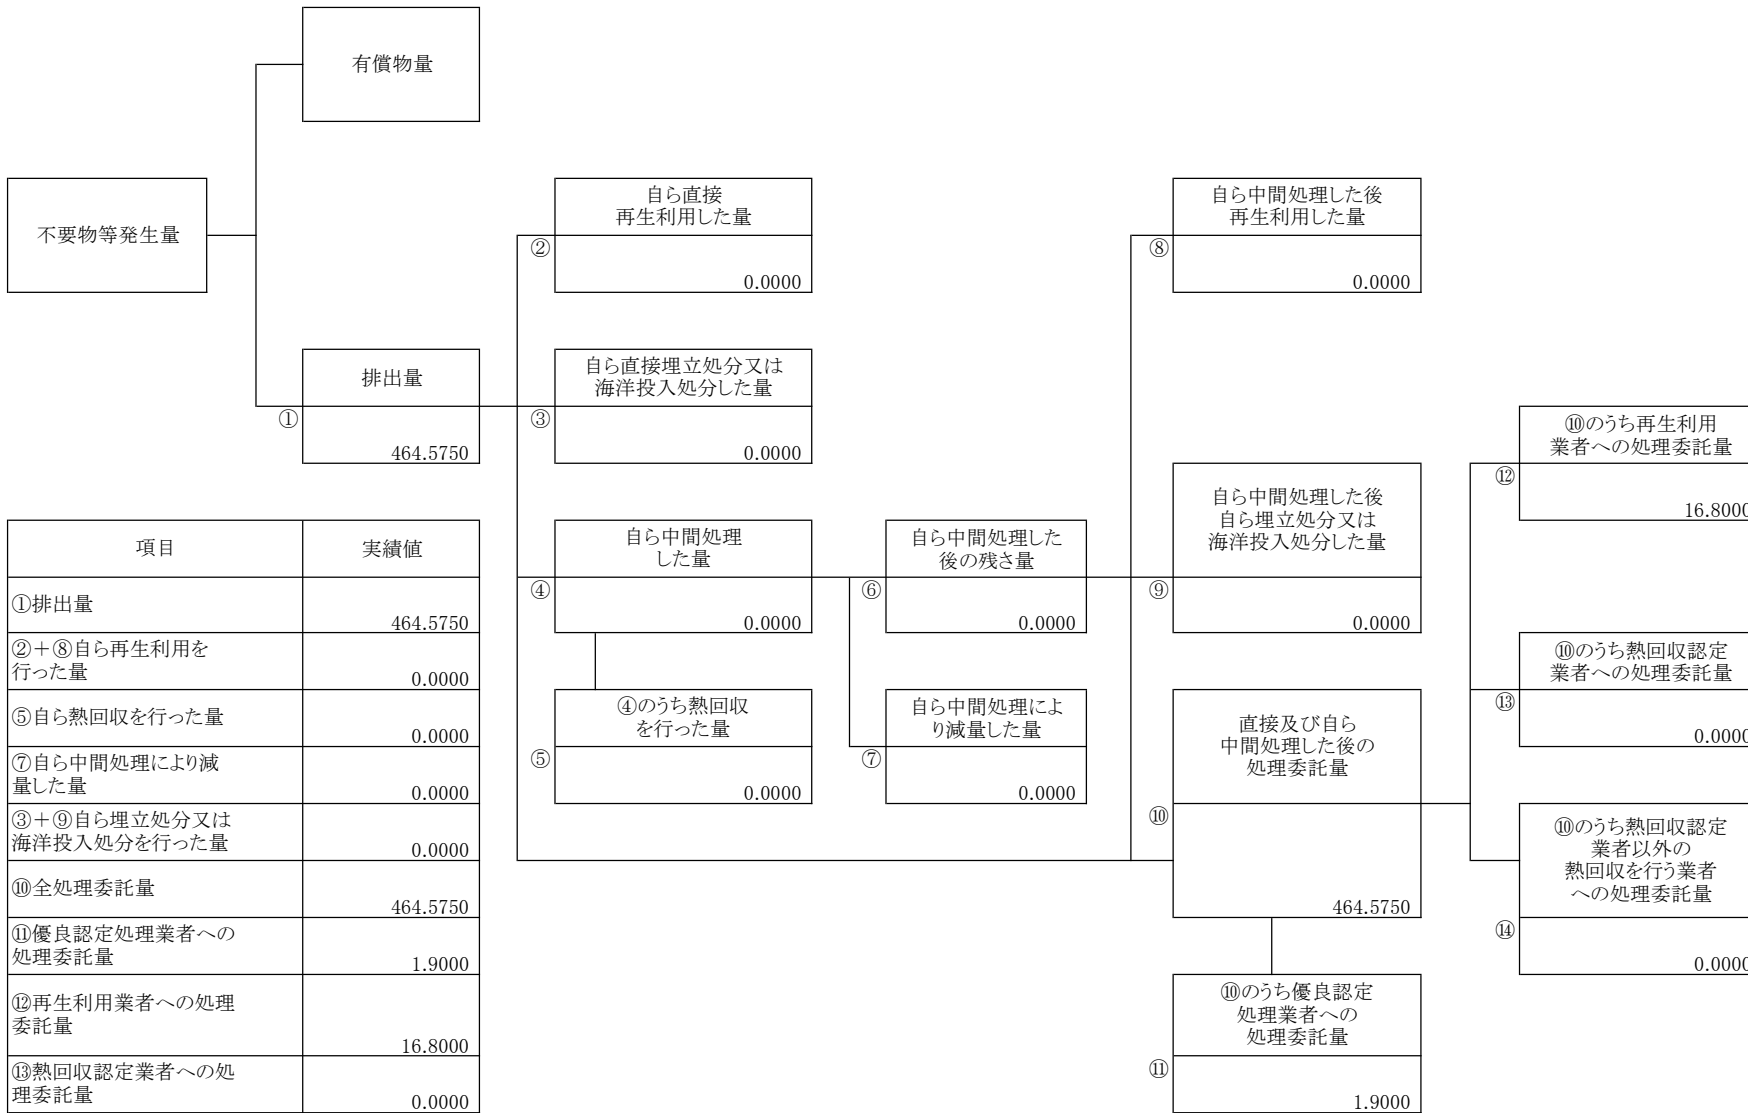 有償物量
不要物等発生量
排出量
①
464.5750
自ら直接
再生利用した量
②
0.0000
自ら直接埋立処分又は
海洋投入処分した量
③
0.0000
自ら中間処理
した量
④
0.0000
④のうち熱回収
を行った量
⑤
0.0000
自ら中間処理した
後の残さ量
⑥
0.0000
自ら中間処理によ
り減量した量
⑦
0.0000
自ら中間処理した後
再生利用した量
⑧
0.0000
自ら中間処理した後
自ら埋立処分又は
海洋投入処分した量
⑨
0.0000
直接及び自ら
中間処理した後の
処理委託量
⑩
464.5750
⑩のうち優良認定
処理業者への
処理委託量
⑪
1.9000
⑩のうち再生利用
業者への処理委託量
⑫
16.8000
⑩のうち熱回収認定
業者への処理委託量
⑬
0.0000
⑩のうち熱回収認定
業者以外の
熱回収を行う業者
への処理委託量
⑭
0.0000
項目 実績値
①排出量
464.5750
②+⑧自ら再生利用を
行った量
0.0000
⑤自ら熱回収を行った量
0.0000
⑦自ら中間処理により減
量した量
0.0000
③+⑨自ら埋立処分又は
海洋投入処分を行った量
0.0000
⑩全処理委託量
464.5750
⑪優良認定処理業者への
処理委託量
1.9000
⑫再生利用業者への処理
委託量
16.8000
⑬熱回収認定業者への処
理委託量
0.0000